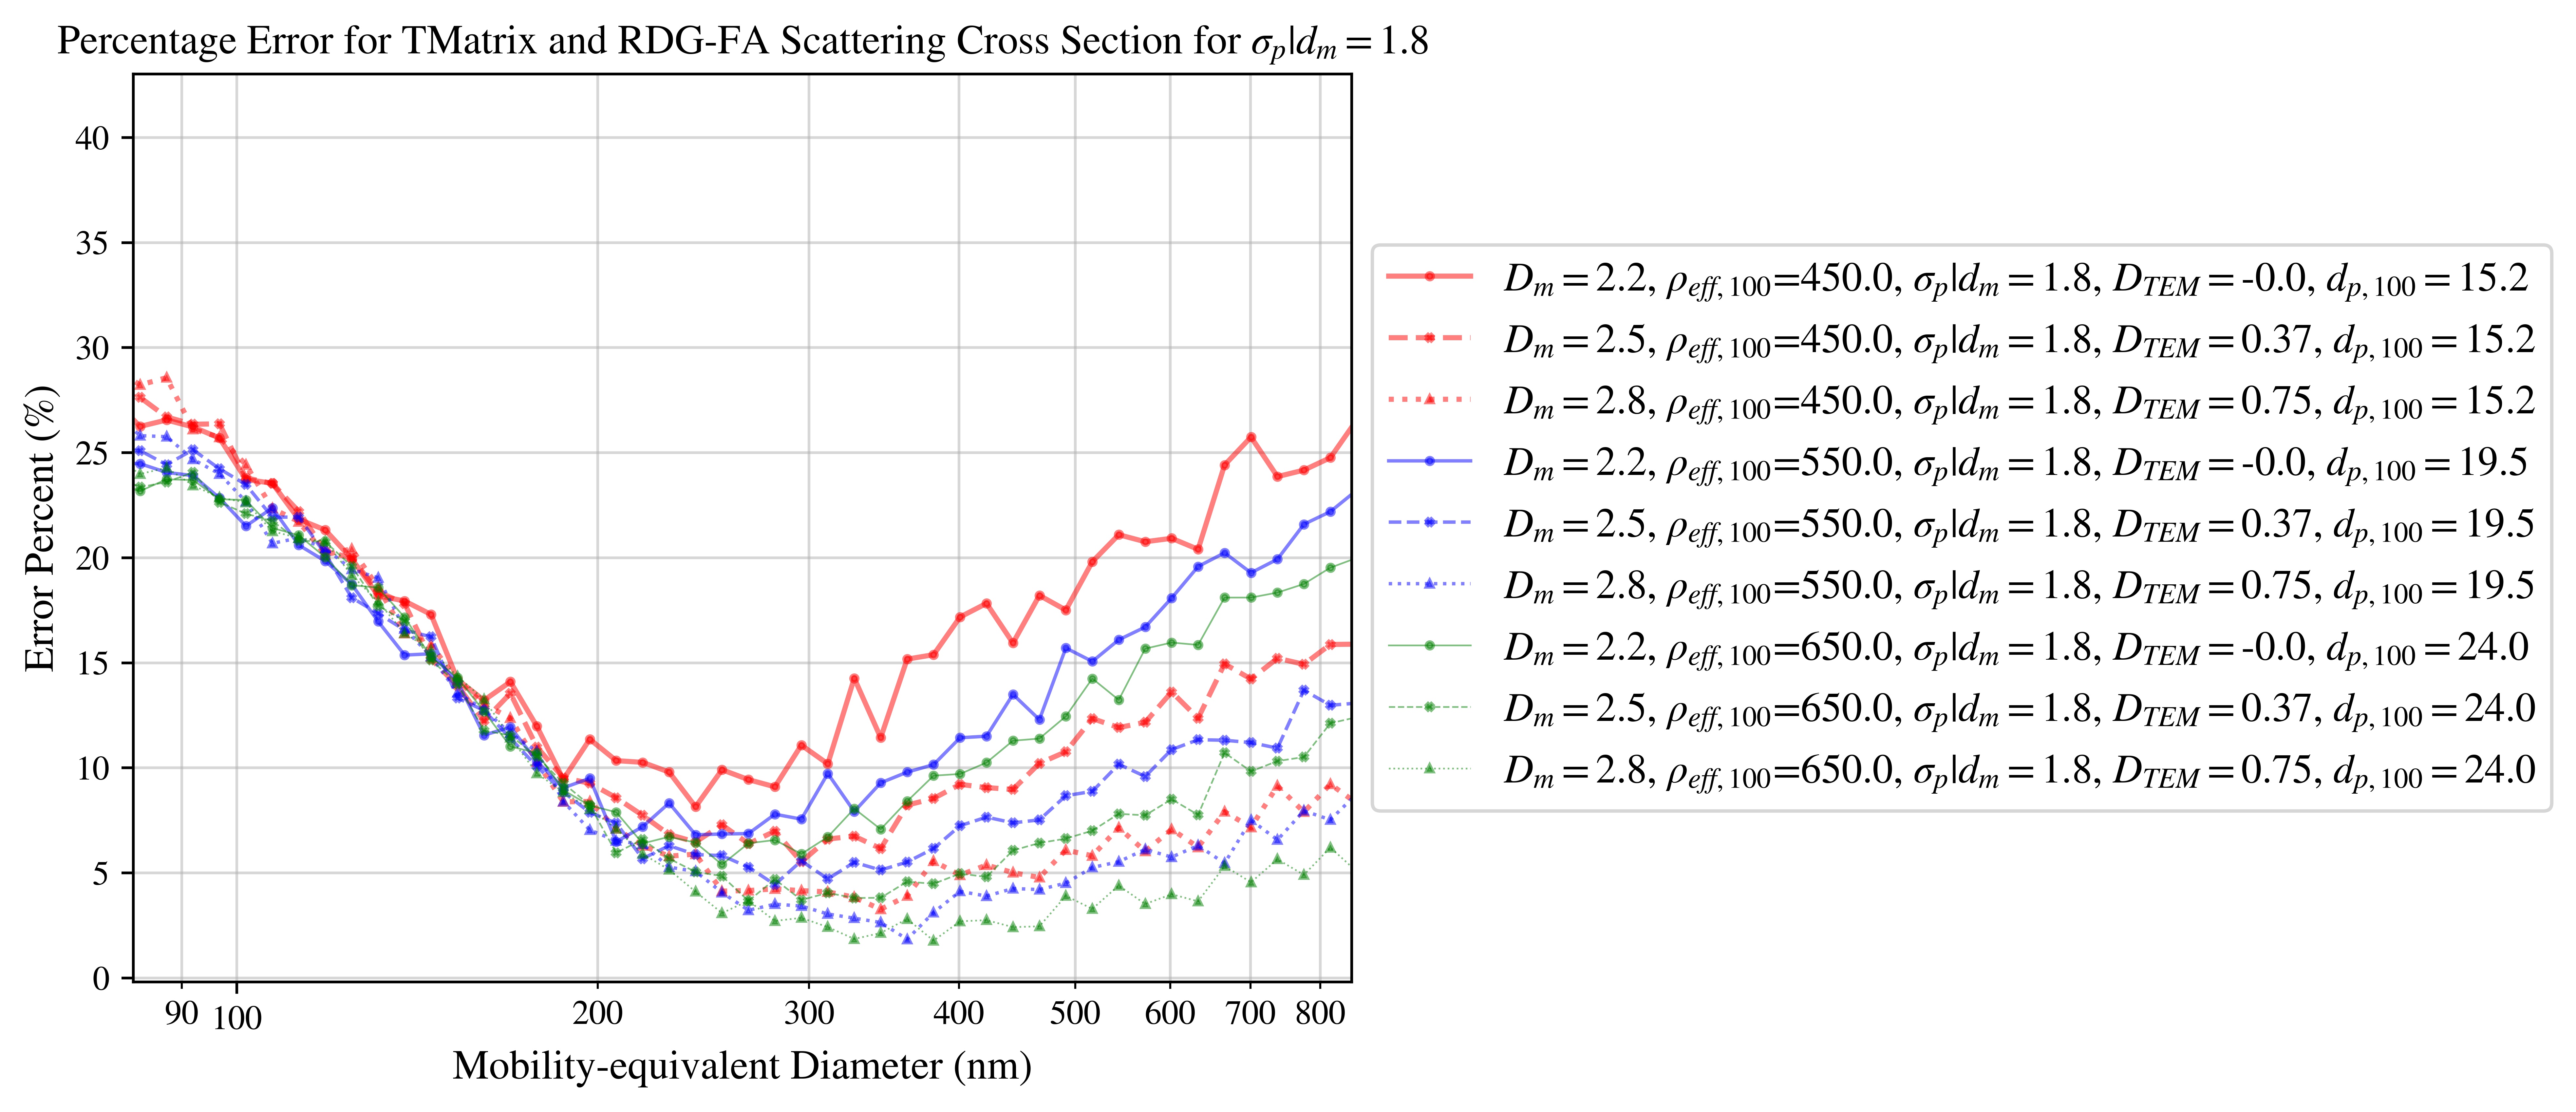 Percentage Error for TMatrix and RDG-FA Scattering Cross Section for σp|dm = 1.8
40
35
30
25
20
15
10
5
0
Error Percent (%)
90 100 200 300 400 500 600 700 800
Mobility-equivalent Diameter (nm)
Dm = 2.2, ρeff, 100=450.0, σp|dm = 1.8, DTEM = -0.0, dp, 100 = 15.2
Dm = 2.5, ρeff, 100=450.0, σp|dm = 1.8, DTEM = 0.37, dp, 100 = 15.2
Dm = 2.8, ρeff, 100=450.0, σp|dm = 1.8, DTEM = 0.75, dp, 100 = 15.2
Dm = 2.2, ρeff, 100=550.0, σp|dm = 1.8, DTEM = -0.0, dp, 100 = 19.5
Dm = 2.5, ρeff, 100=550.0, σp|dm = 1.8, DTEM = 0.37, dp, 100 = 19.5
Dm = 2.8, ρeff, 100=550.0, σp|dm = 1.8, DTEM = 0.75, dp, 100 = 19.5
Dm = 2.2, ρeff, 100=650.0, σp|dm = 1.8, DTEM = -0.0, dp, 100 = 24.0
Dm = 2.5, ρeff, 100=650.0, σp|dm = 1.8, DTEM = 0.37, dp, 100 = 24.0
Dm = 2.8, ρeff, 100=650.0, σp|dm = 1.8, DTEM = 0.75, dp, 100 = 24.0